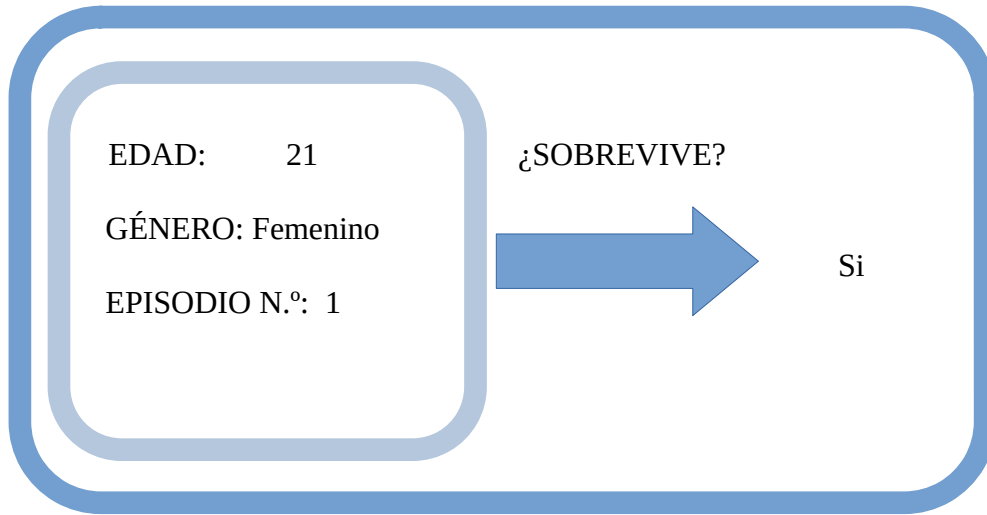 EDAD: 21
GÉNERO: Femenino
EPISODIO N.º: 1
¿SOBREVIVE?
Si